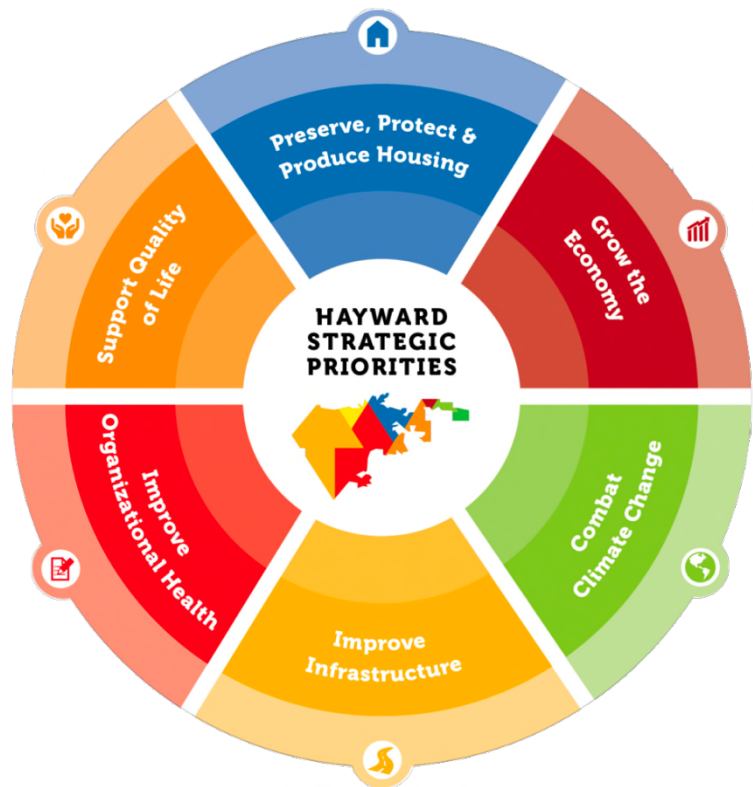 HAYWARD
STRATEGIC
PRIORITIES
Preserve, Protect &
Produce Housing
Grow the
Economy
Combat
Climate Change
Improve
Infrastructure
Improve
Organizational Health
Support Quality
of Life